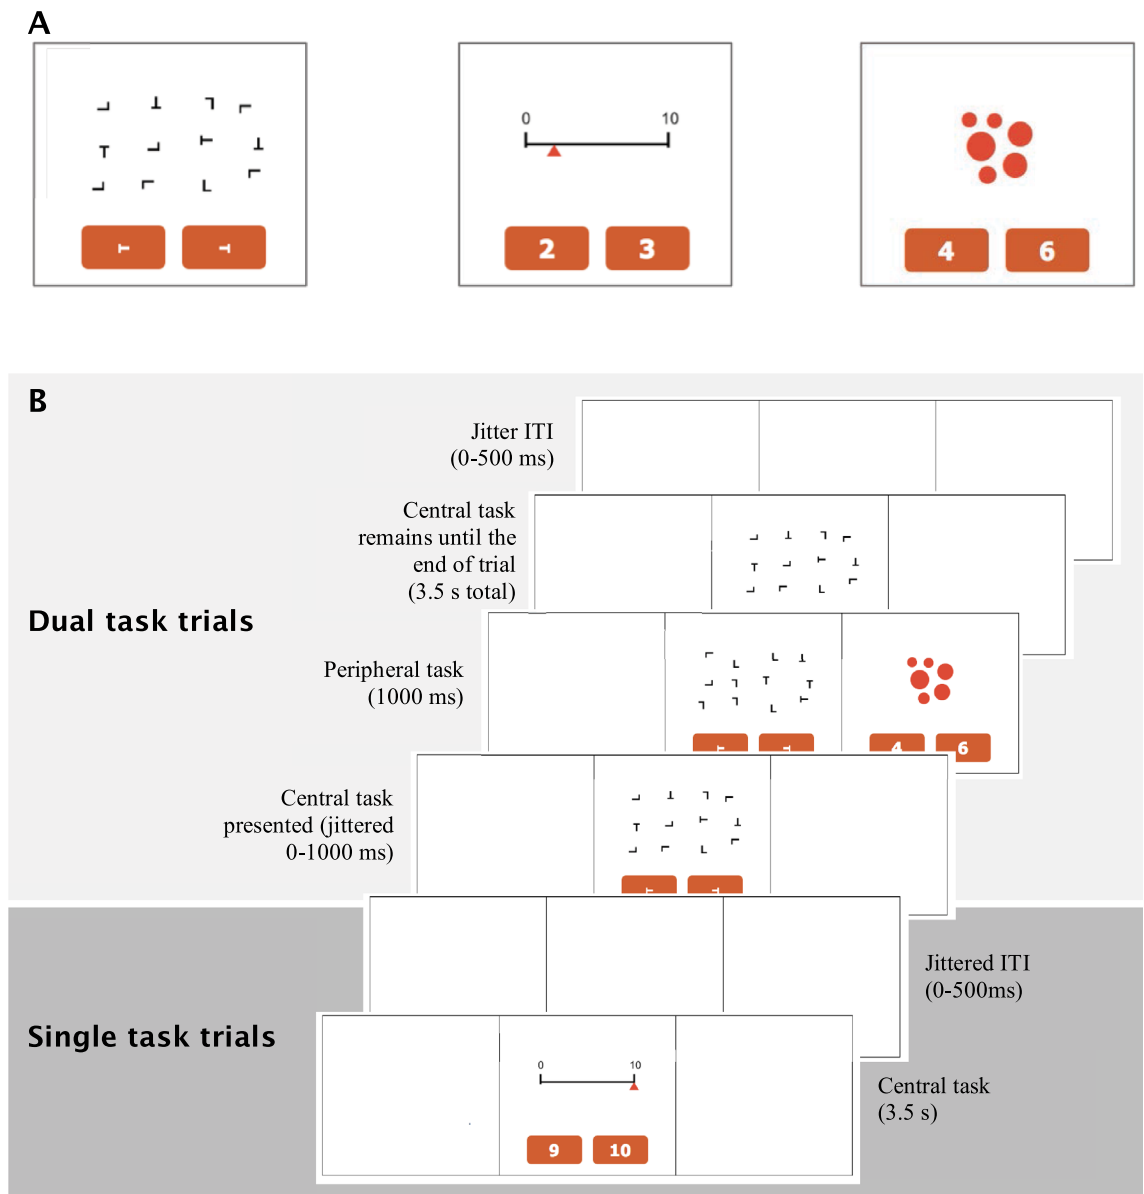 A
0 10
2 3
4 6
B
Jitter ITI
(0-500 ms)
Central task
remains until the
end of trial
(3.5 s total)
Dual task trials
Peripheral task
(1000 ms)
4 6
Central task
presented (jittered
0-1000 ms)
Jittered ITI
(0-500ms)
Single task trials
0 10
9 10
Central task
(3.5 s)